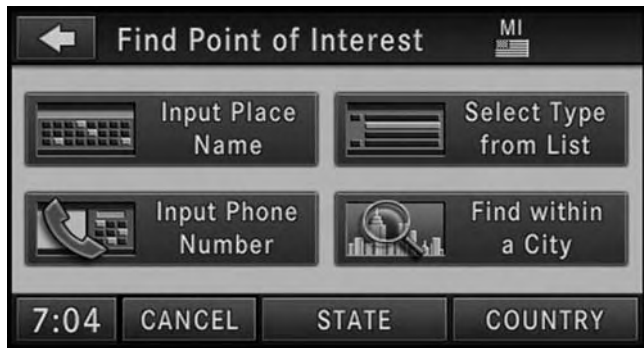 Find Point of Interest
MI
Input Place
Name
Select Type
from List
Input Phone
Number
Find within
a City
7:04
CANCEL
STATE
COUNTRY